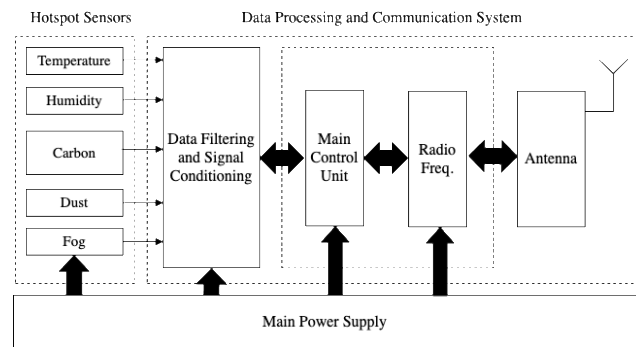 Hotspot Sensors
Data Processing and Communication System
Temperature
Humidity
Carbon
Dust
Fog
Data Filtering
and Signal
Conditioning
Main
Control
Unit
Radio
Freq.
Antenna
Main Power Supply